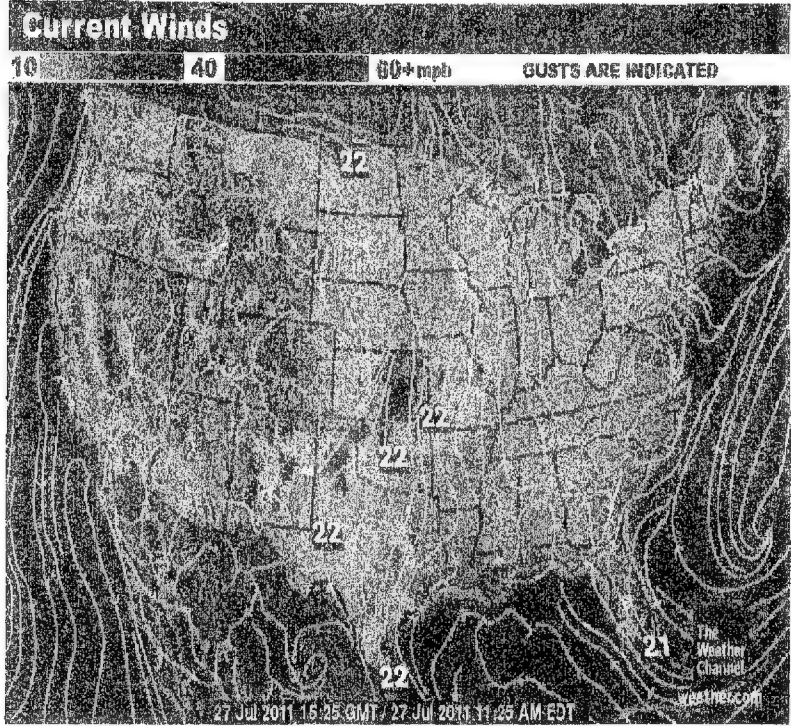 Current Winds
10 40 60+mph GUSTS ARE INDICATED
22
22
22
22
21
22
The
Weather
Channel
weather.com
27 Jul 2011 15:25 GMT / 27 Jul 2011 11:25 AM EDT